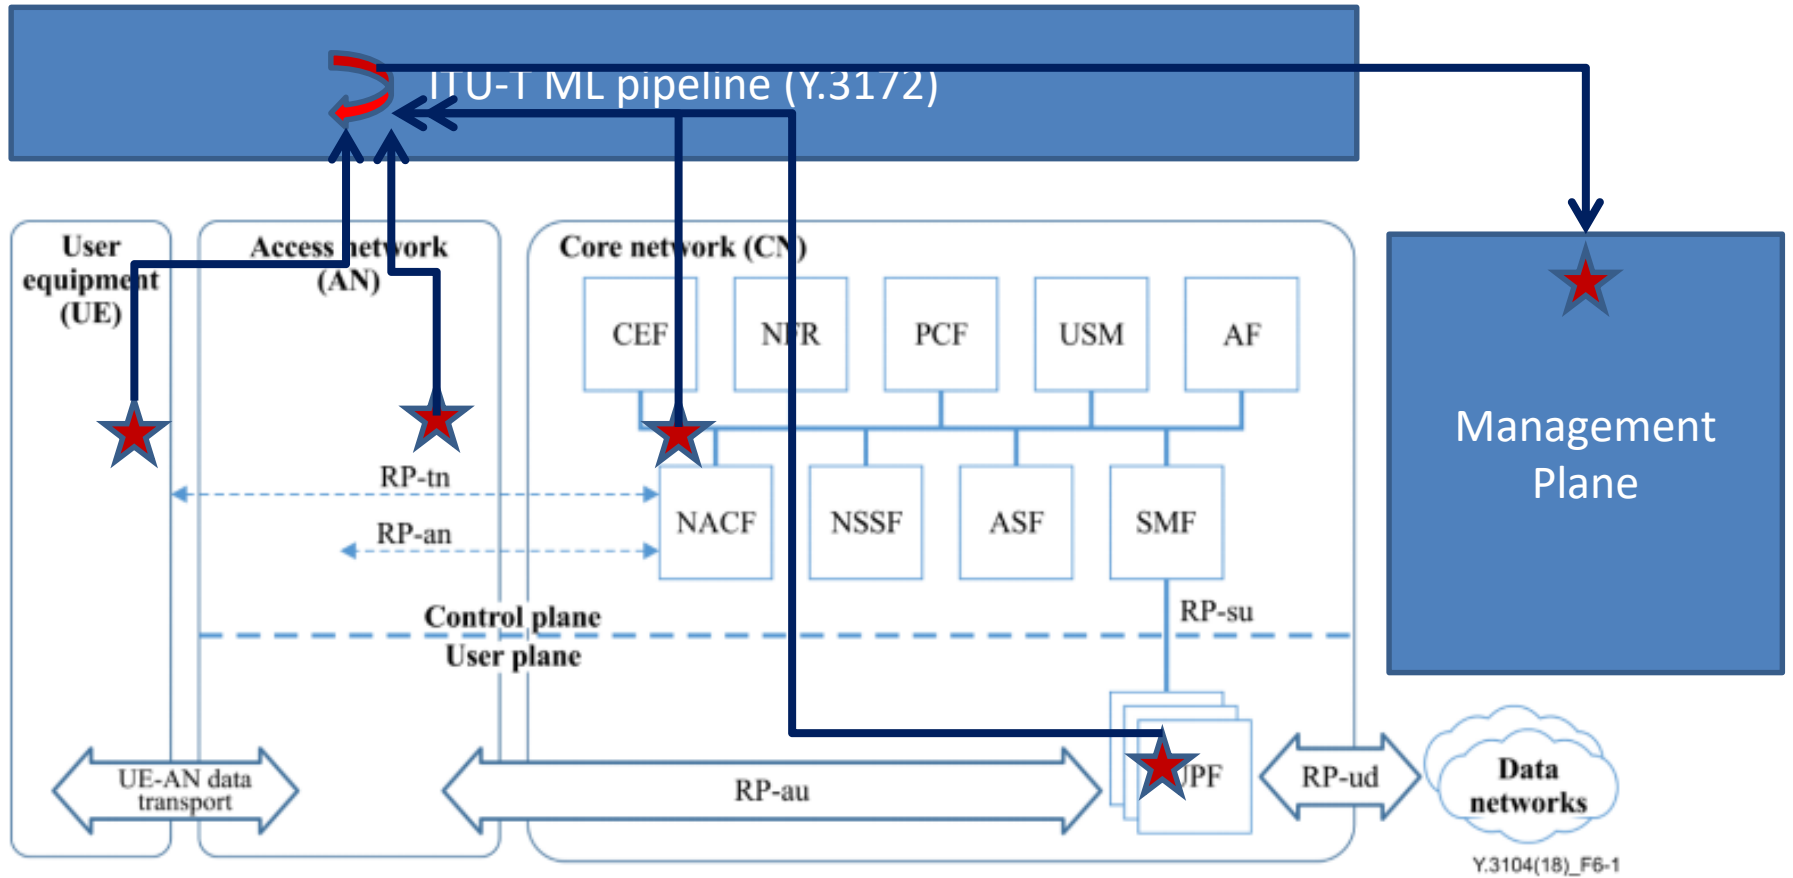 ITU-T ML pipeline (Y.3172)
User
equipment
(UE)
Access network
(AN)
Core network (CN)
CEF
NFR
PCF
USM
AF
Management
Plane
RP-tn
RP-an
NACF
NSSF
ASF
SMF
RP-su
Control plane
User plane
UE-AN data
transport
RP-au
UPF
RP-ud
Data
networks
Y.3104(18)_F6-1